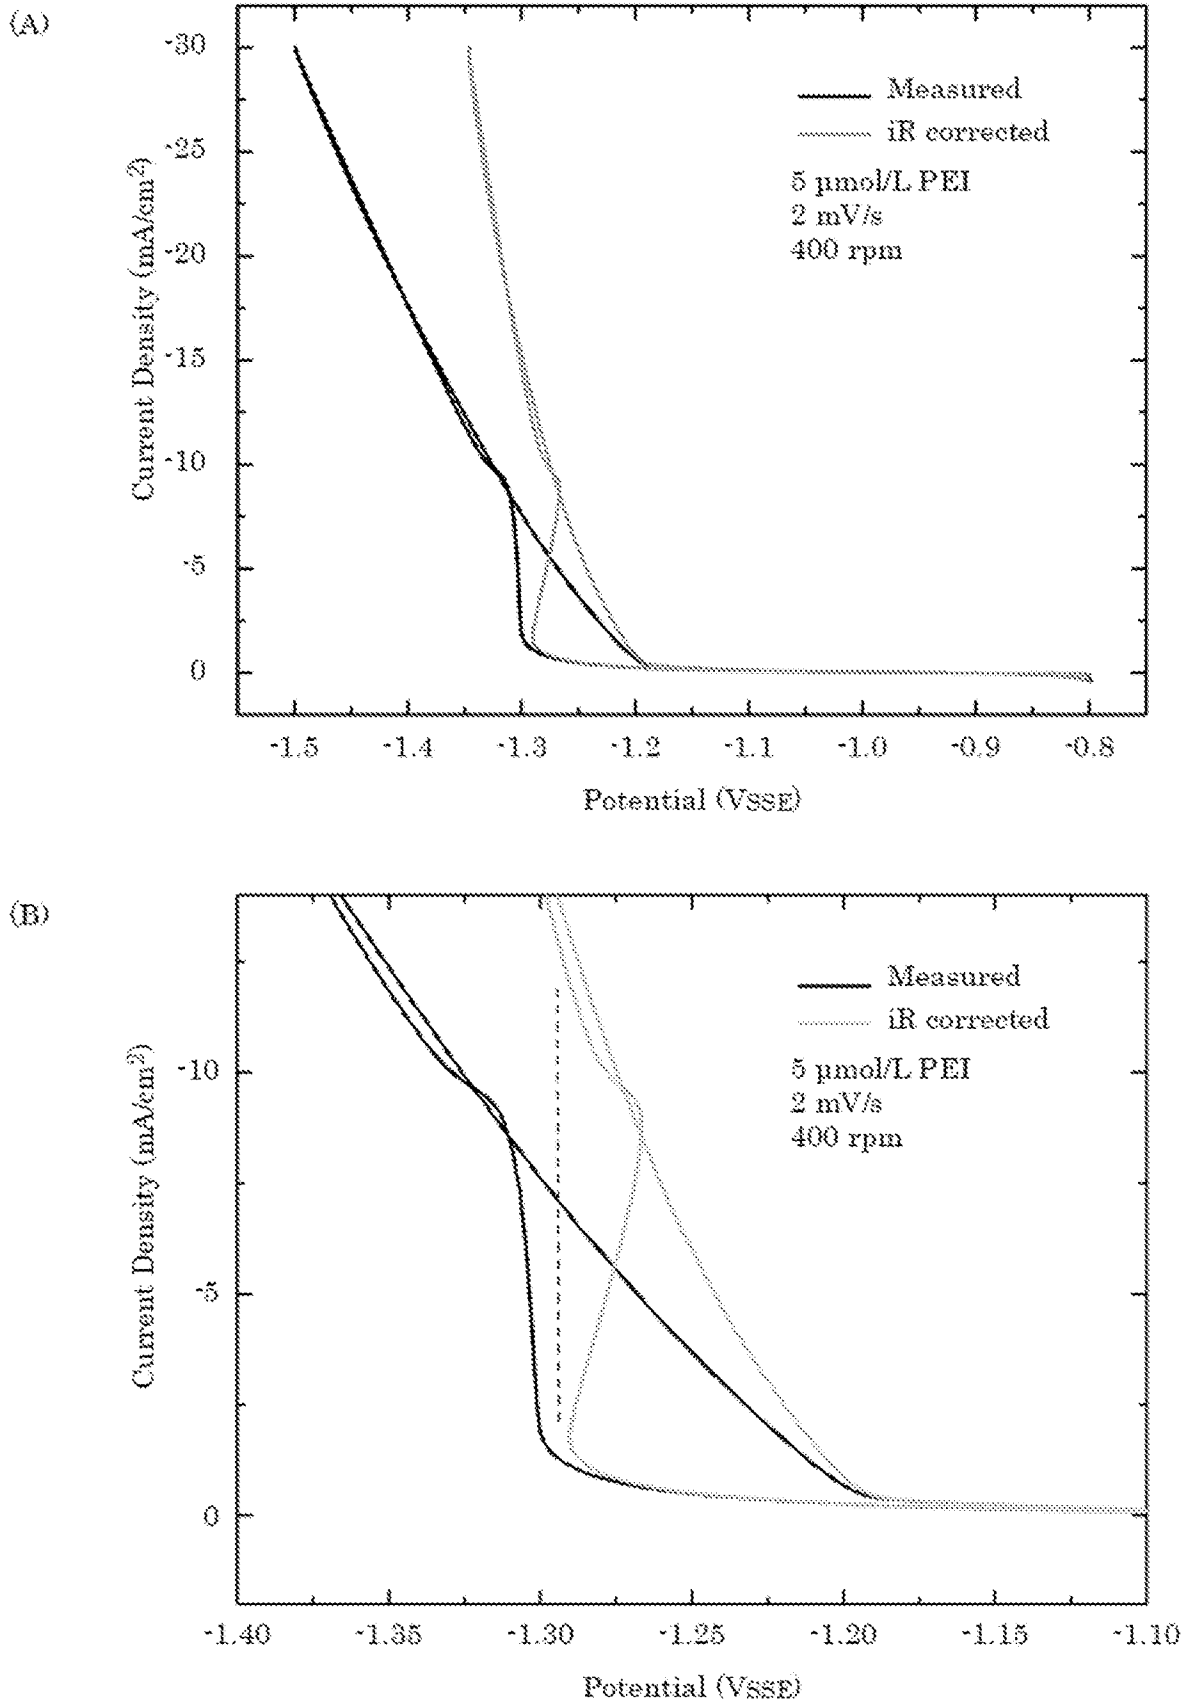 (A)
-30
-25
-20
-15
-10
-5
0
Current Density (mA/cm2)
Measured
iR corrected
5 µmol/L PEI
2 mV/s
400 rpm
-1.5 -1.4 -1.3 -1.2 -1.1 -1.0 -0.9 -0.8
Potential (VSSE)
(B)
-10
-5
0
Current Density (mA/cm2)
Measured
iR corrected
5 µmol/L PEI
2 mV/s
400 rpm
-1.40 -1.35 -1.30 -1.25 -1.20 -1.15 -1.10
Potential (VSSE)